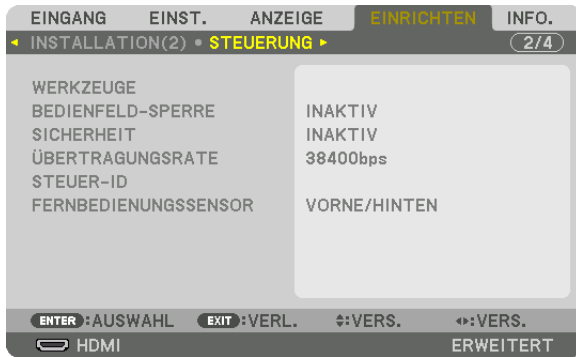 EINGANG EINST. ANZEIGE EINRICHTEN INFO.
INSTALLATION(2) • STEUERUNG 2/4
WERKZEUGE
BEDIENFELD-SPERRE INAKTIV
SICHERHEIT INAKTIV
ÜBERTRAGUNGSRATE 38400bps
STEUER-ID
FERNBEDIENUNGSSENSOR VORNE/HINTEN
ENTER:AUSWAHL EXIT:VERL. :VERS. :VERS.
HDMI ERWEITERT